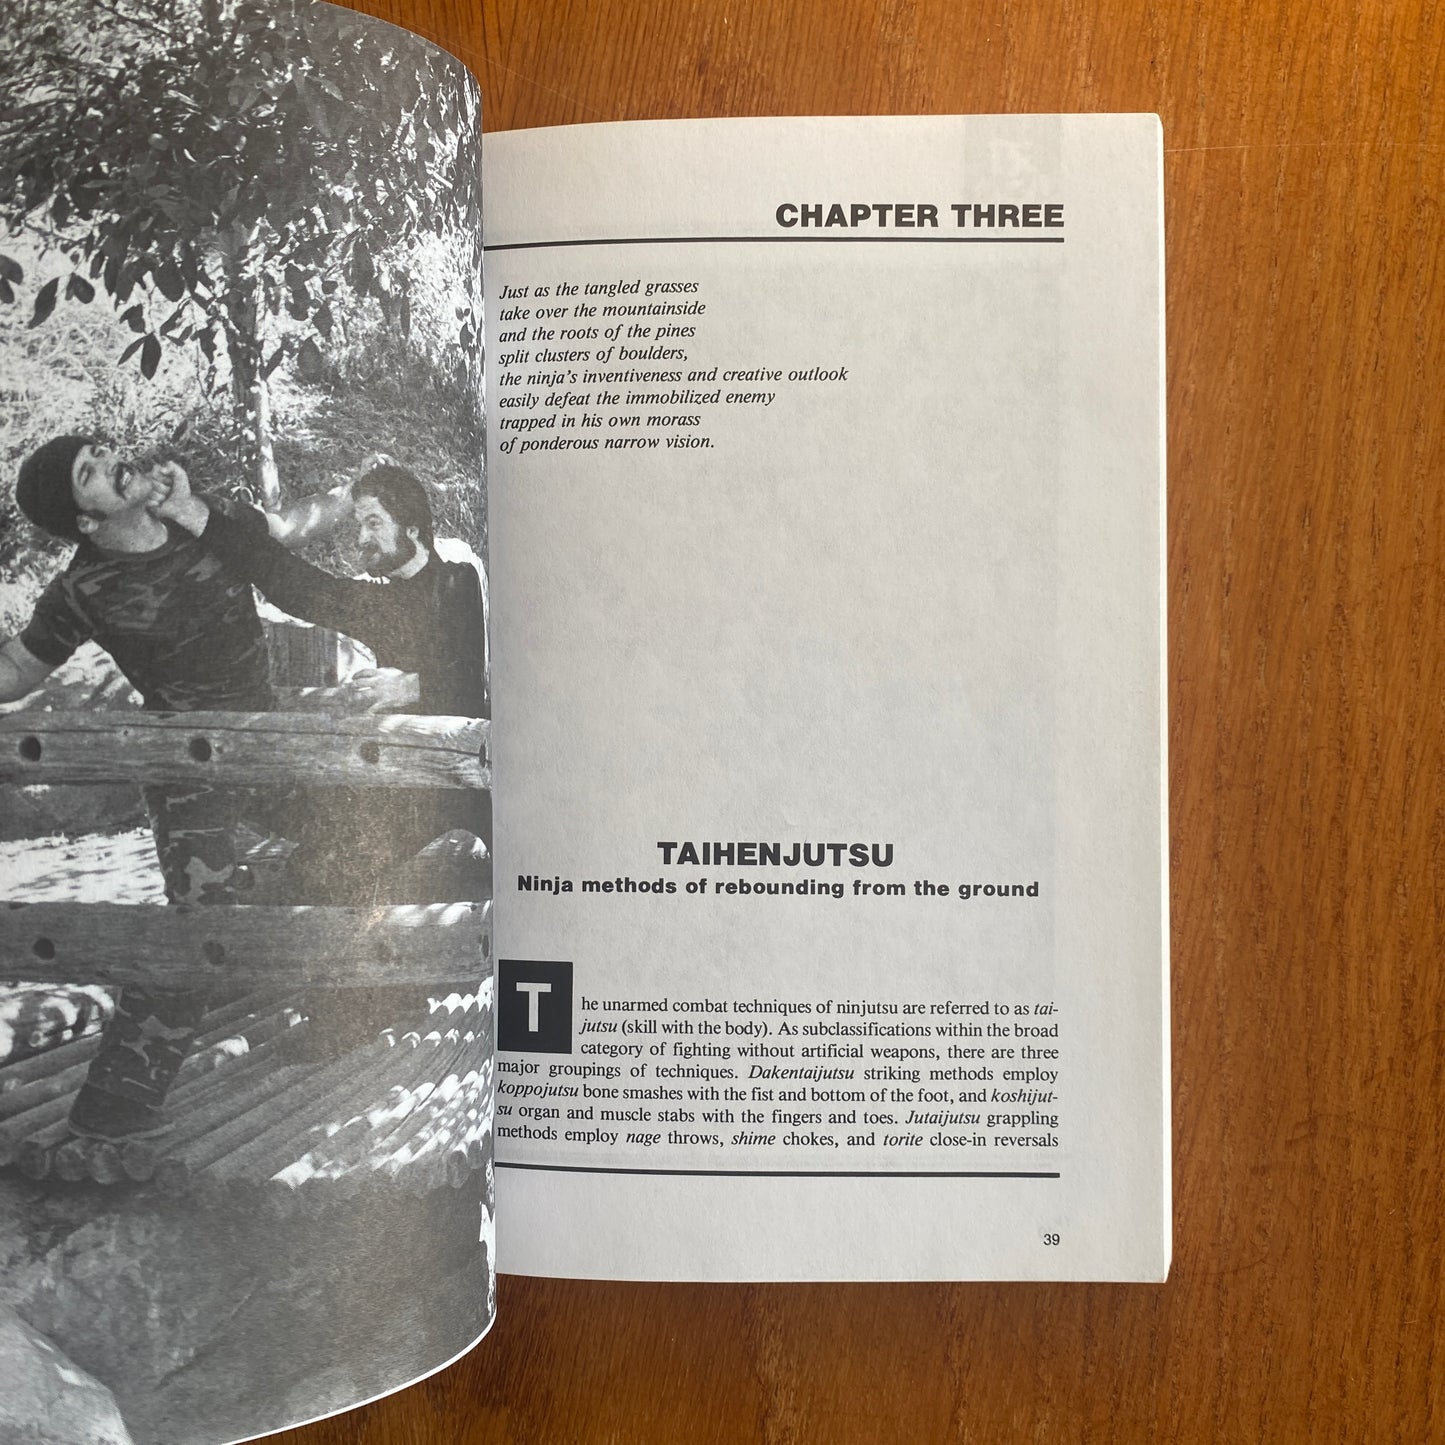 CHAPTER THREE
Just as the tangled grasses
take over the mountainside
and the roots of the pines
split clusters of boulders,
the ninja's inventiveness and creative outlook
easily defeat the immobilized enemy
trapped in his own morass
of ponderous narrow vision.
TAIHENJUTSU
Ninja methods of rebounding from the ground
The unarmed combat techniques of ninjutsu are referred to as tai-
jutsu (skill with the body). As subclassifications within the broad
category of fighting without artificial weapons, there are three
major groupings of techniques. Dakentaijutsu striking methods employ
koppojutsu bone smashes with the fist and bottom of the foot, and koshijut-
su organ and muscle stabs with the fingers and toes. Jutaijutsu grappling
methods employ nage throws, shime chokes, and torite close-in reversals
39